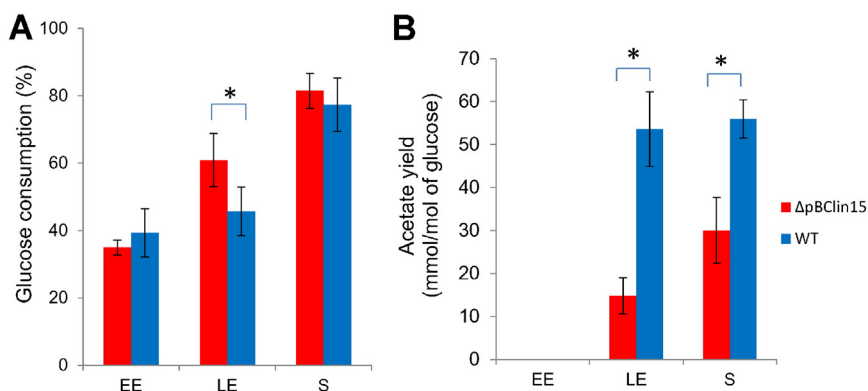 A
Glucose consumption (%)
100
80
60
40
20
0
*
EE LE S
B
Acetate yield
(mmol/mol of glucose)
70
60
50
40
30
20
10
0
* *
EE LE S
ΔpBClin15
WT